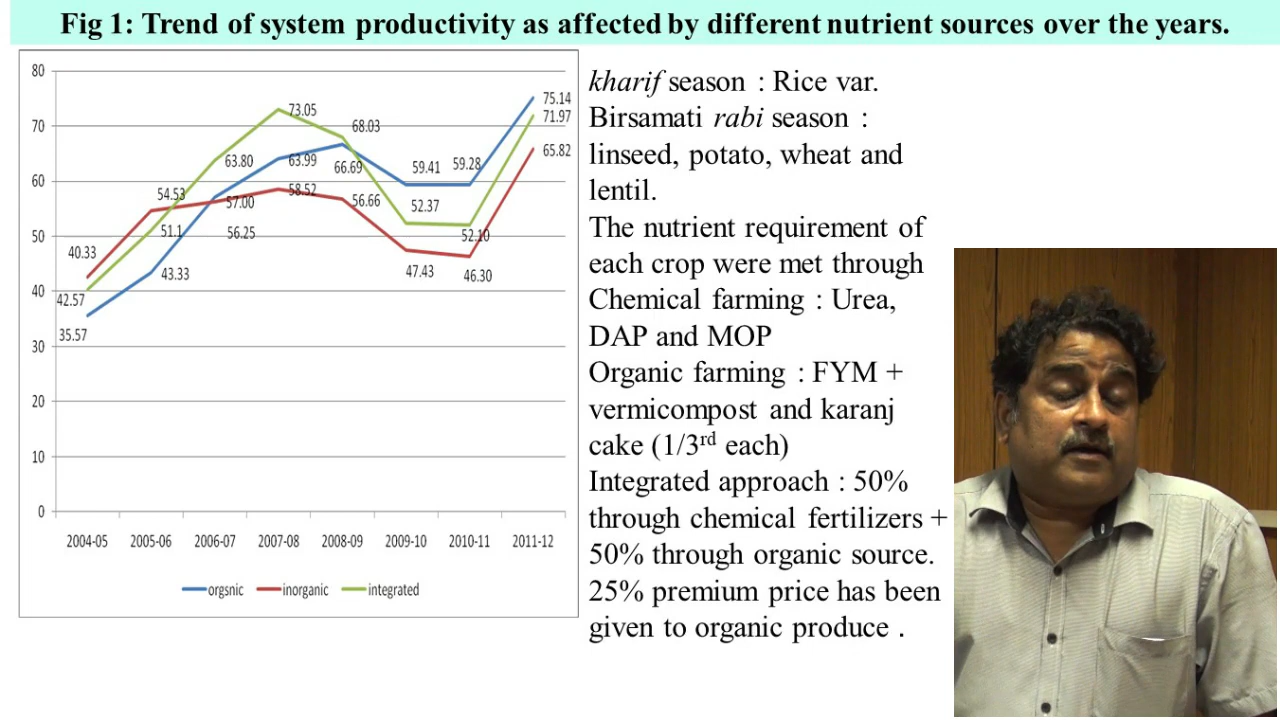 Fig 1: Trend of system productivity as affected by different nutrient sources over the years.
80
70
60
50
40
30
20
10
0
40.33
42.57
35.57
54.53
51.1
43.33
63.80
57.00
56.25
73.05
63.99
58.52
68.03
66.69
56.66
59.41
52.37
47.43
59.28
52.10
46.30
75.14
71.97
65.82
2004-05 2005-06 2006-07 2007-08 2008-09 2009-10 2010-11 2011-12
orgsnic inorganic integrated
kharif season : Rice var.
Birsamati rabi season :
linseed, potato, wheat and
lentil.
The nutrient requirement of
each crop were met through
Chemical farming : Urea,
DAP and MOP
Organic farming : FYM +
vermicompost and karanj
cake (1/3rd each)
Integrated approach : 50%
through chemical fertilizers +
50% through organic source.
25% premium price has been
given to organic produce .